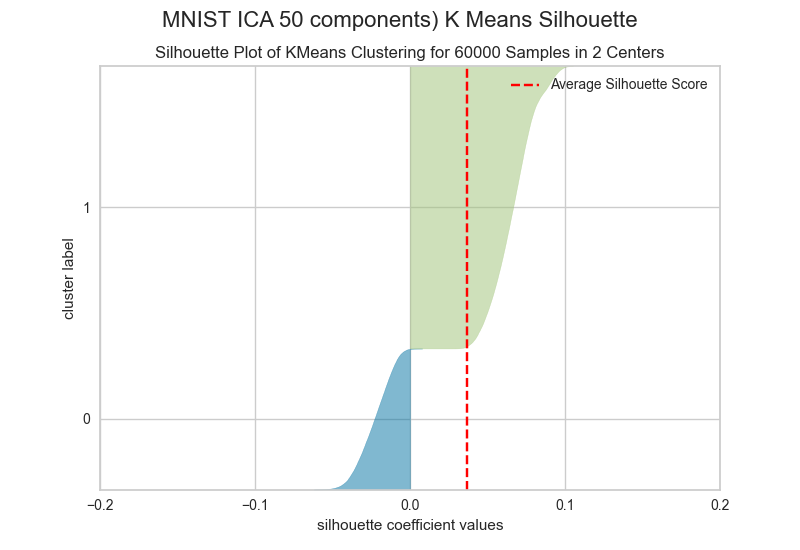 MNIST ICA 50 components) K Means Silhouette
Silhouette Plot of KMeans Clustering for 60000 Samples in 2 Centers
Average Silhouette Score
1
0
cluster label
−0.2 −0.1 0.0 0.1 0.2
silhouette coefficient values